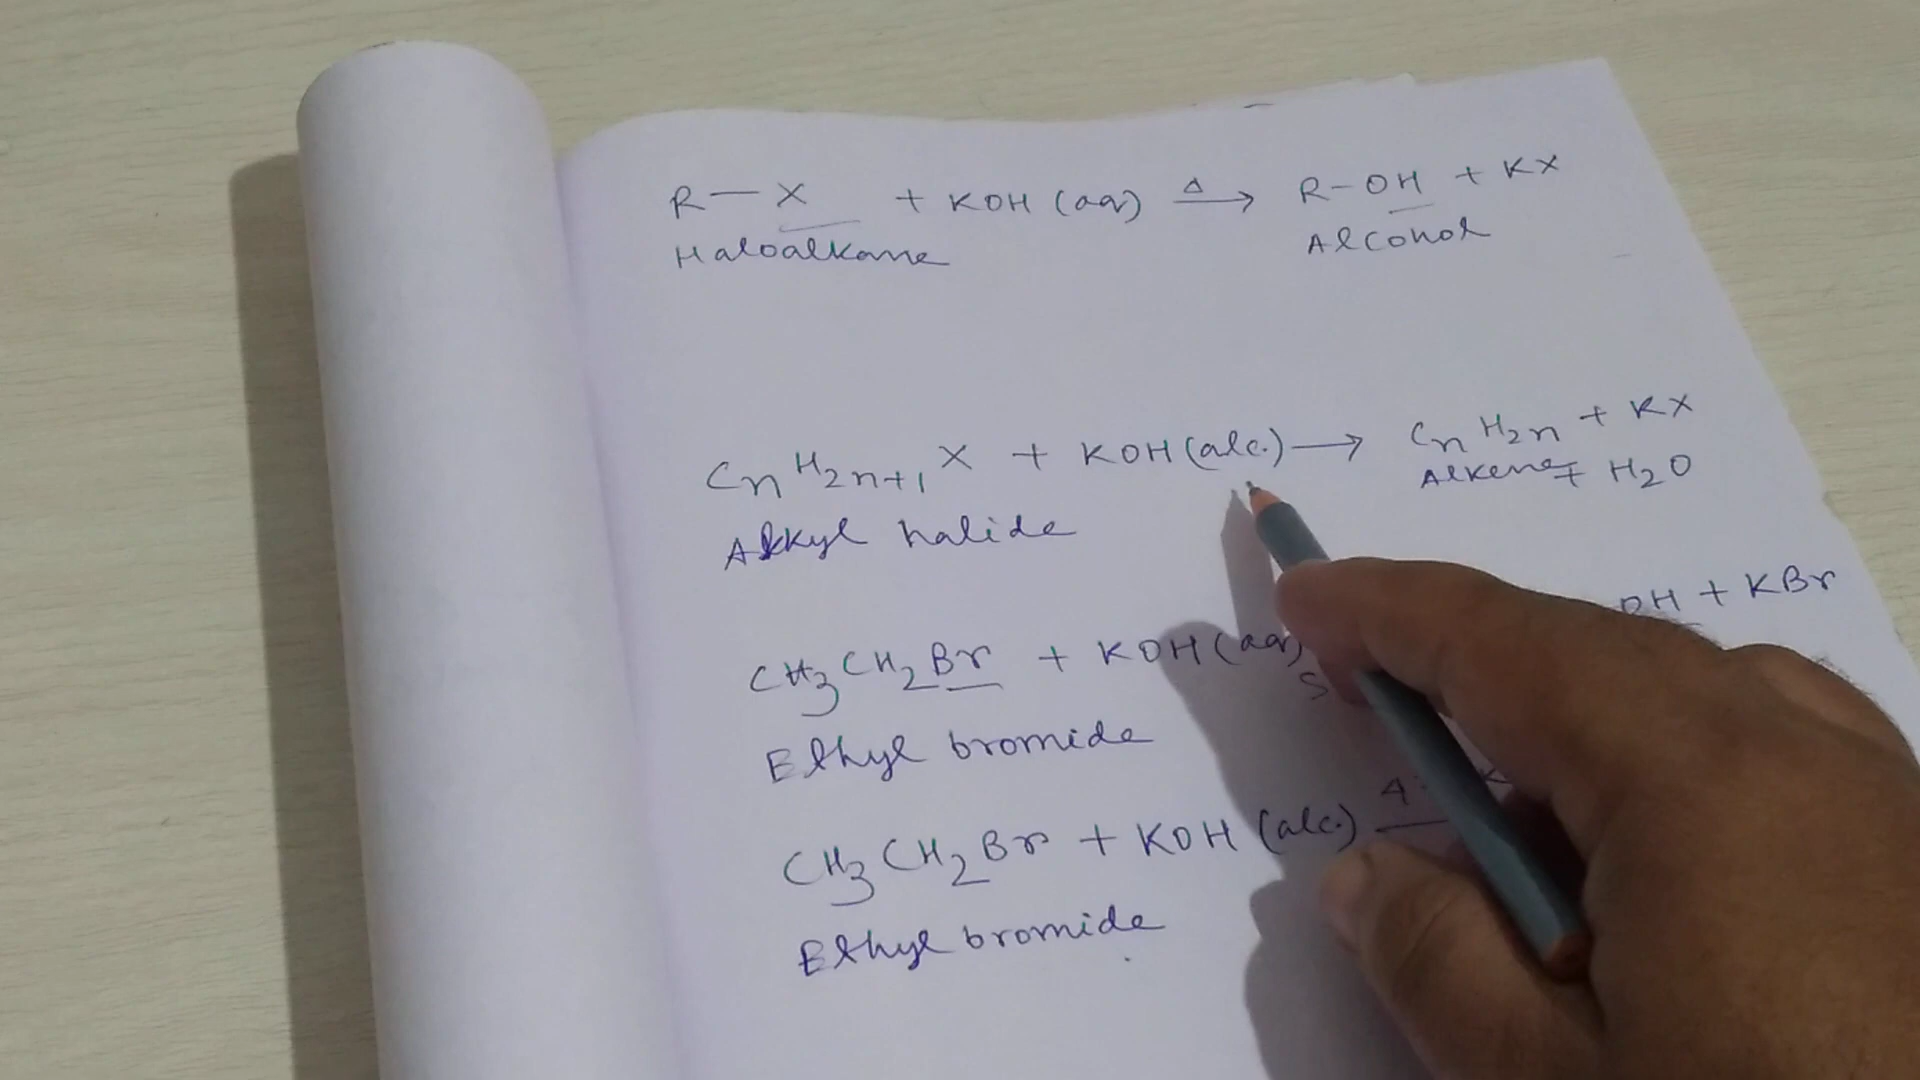 R — X + KOH (aq) Δ → R-OH + KX
Haloalkane Alcohol
CnH2n+1X + KOH (alc.) → CnH2n + KX
Alkyl halide Alkene + H2O
CH3CH2Br + KOH (aq) OH + KBr
Ethyl bromide
CH3CH2Br + KOH (alc.) Δ
Ethyl bromide